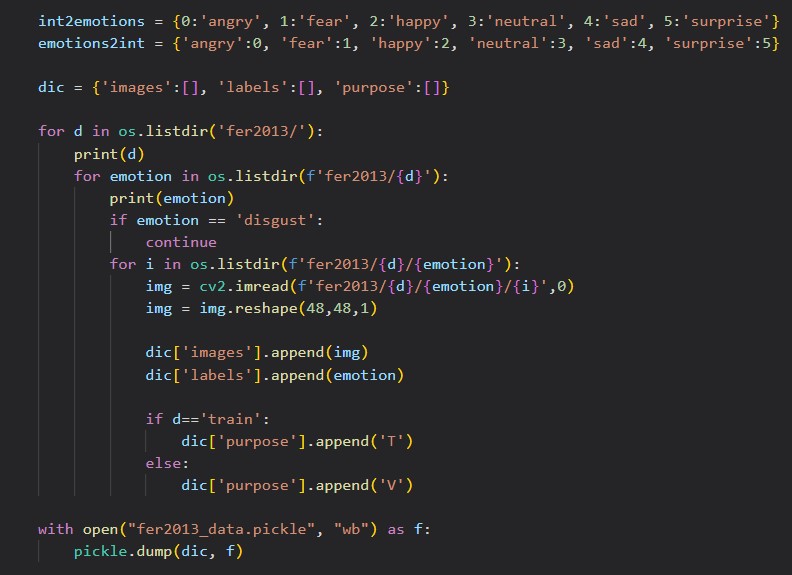 int2emotions = {0:'angry', 1:'fear', 2:'happy', 3:'neutral', 4:'sad', 5:'surprise'}
emotions2int = {'angry':0, 'fear':1, 'happy':2, 'neutral':3, 'sad':4, 'surprise':5}

dic = {'images':[], 'labels':[], 'purpose':[]}

for d in os.listdir('fer2013/'):
    print(d)
    for emotion in os.listdir(f'fer2013/{d}'):
        print(emotion)
        if emotion == 'disgust':
            continue
        for i in os.listdir(f'fer2013/{d}/{emotion}'):
            img = cv2.imread(f'fer2013/{d}/{emotion}/{i}',0)
            img = img.reshape(48,48,1)

            dic['images'].append(img)
            dic['labels'].append(emotion)

            if d=='train':
                dic['purpose'].append('T')
            else:
                dic['purpose'].append('V')

with open("fer2013_data.pickle", "wb") as f:
    pickle.dump(dic, f)